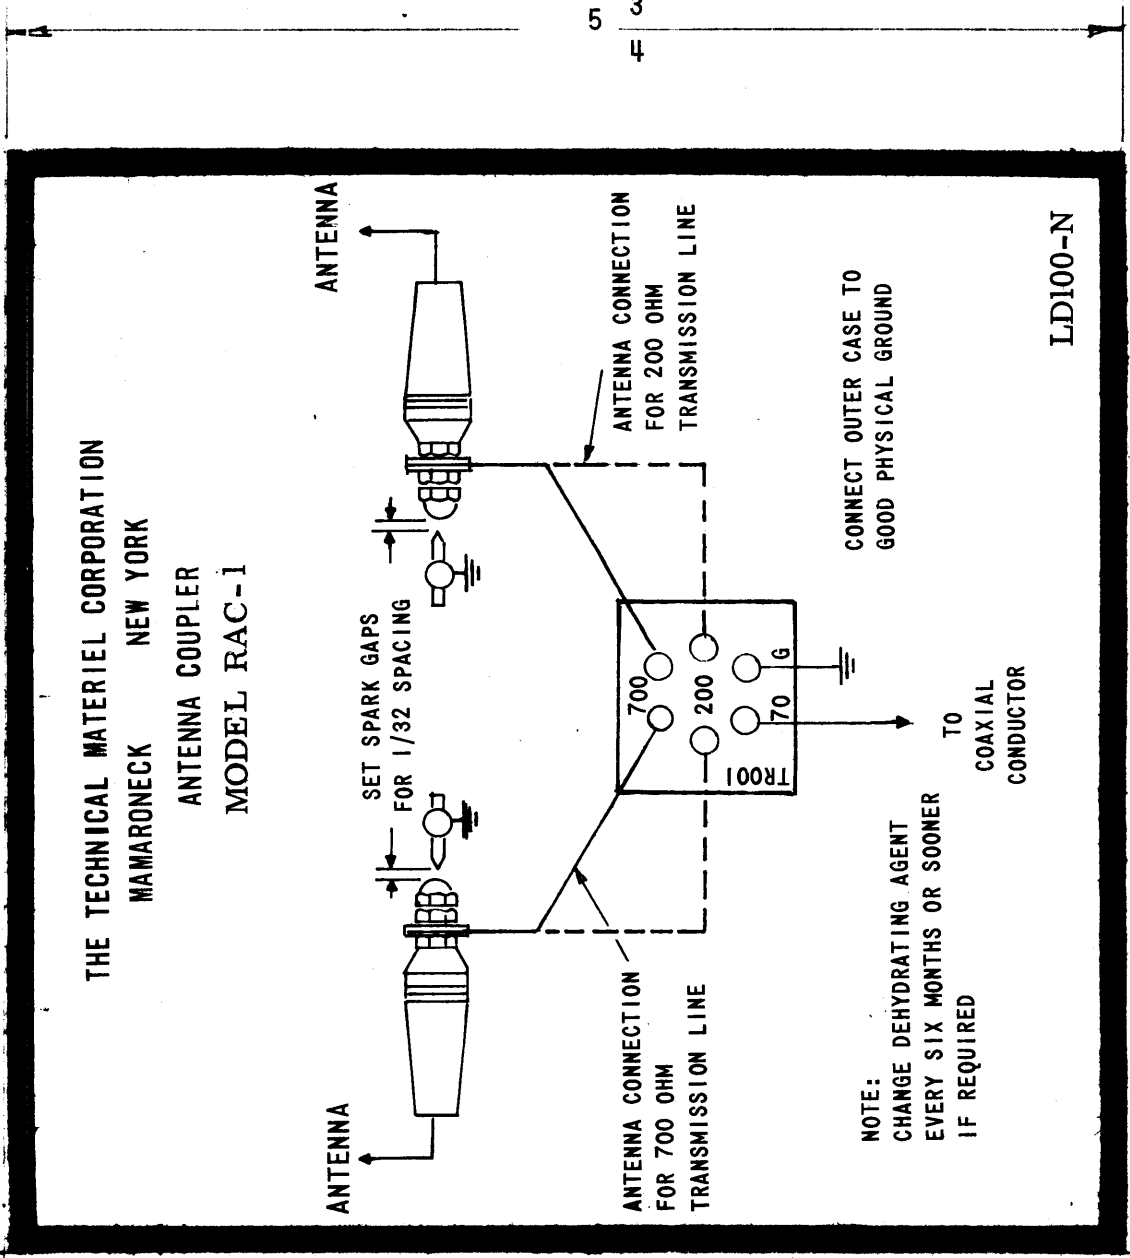 5 3/4
THE TECHNICAL MATERIEL CORPORATION
MAMARONECK NEW YORK
ANTENNA COUPLER
MODEL RAC-1
ANTENNA
ANTENNA
SET SPARK GAPS
FOR 1/32 SPACING
ANTENNA CONNECTION
FOR 700 OHM
TRANSMISSION LINE
ANTENNA CONNECTION
FOR 200 OHM
TRANSMISSION LINE
700
200
70 G
TR001
TO
COAXIAL
CONDUCTOR
NOTE:
CHANGE DEHYDRATING AGENT
EVERY SIX MONTHS OR SOONER
IF REQUIRED
CONNECT OUTER CASE TO
GOOD PHYSICAL GROUND
LD100-N